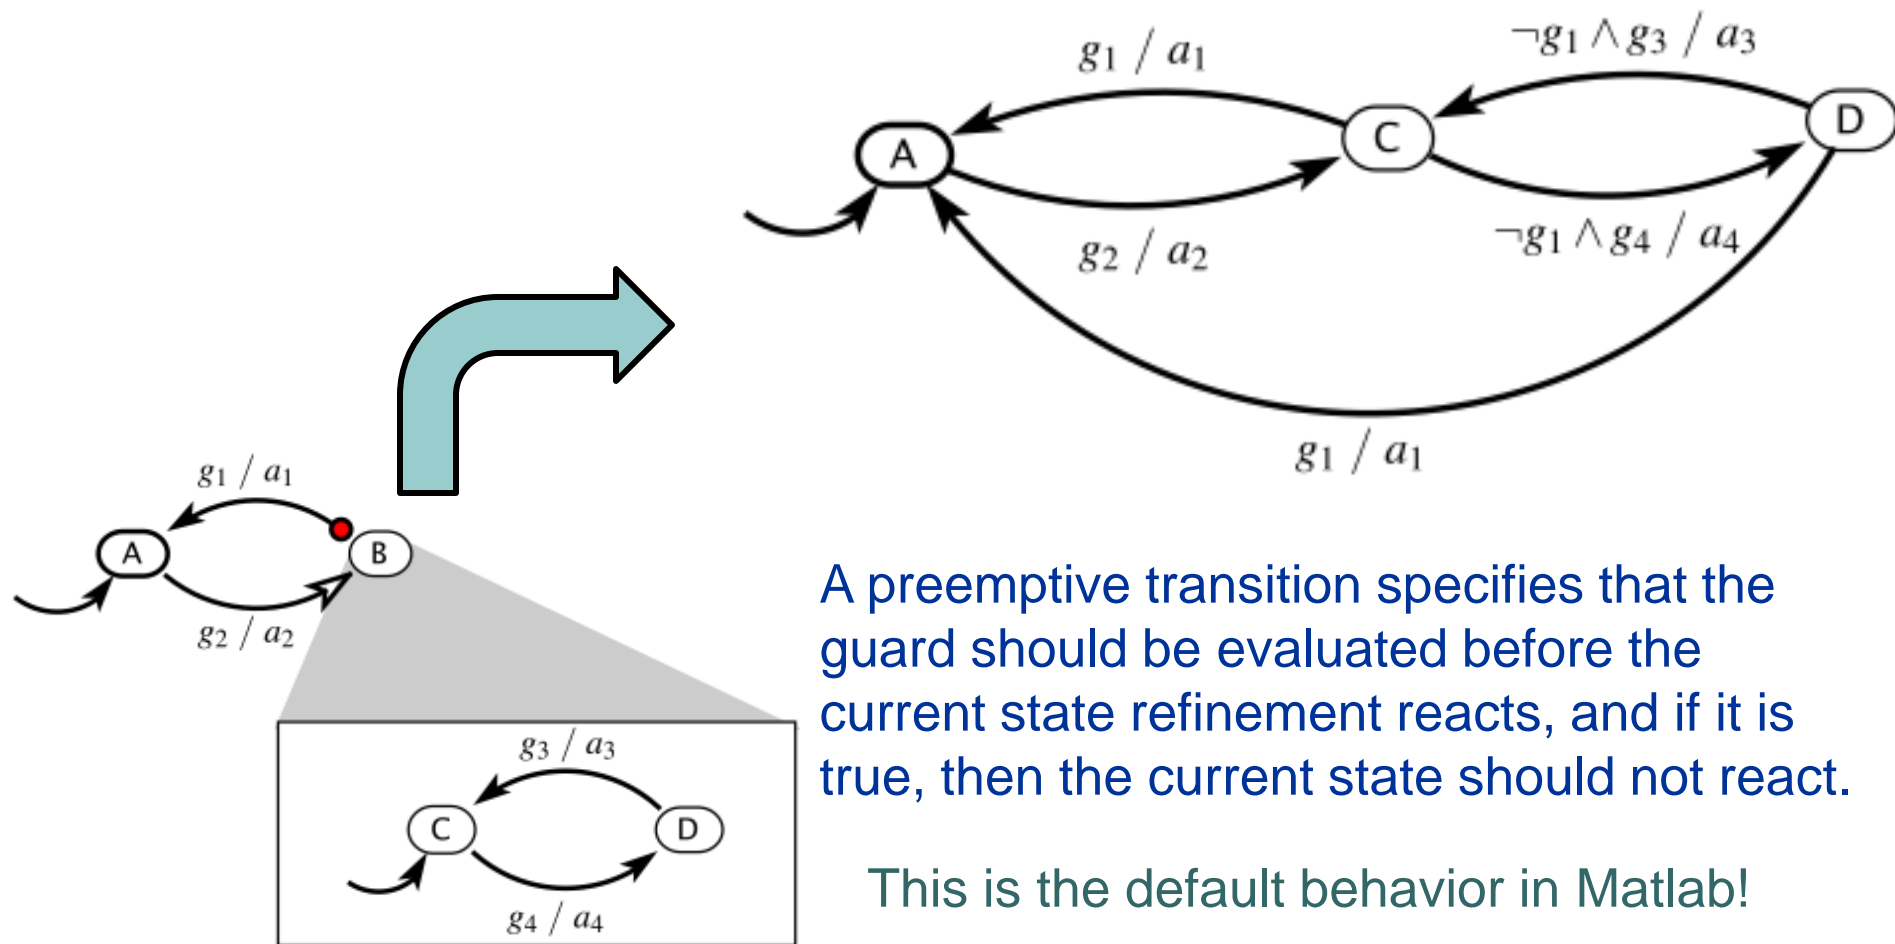 g₁ / a₁
¬g₁ ∧ g₃ / a₃
A
C
D
g₂ / a₂
¬g₁ ∧ g₄ / a₄
g₁ / a₁
g₁ / a₁
A
B
g₂ / a₂
g₃ / a₃
C
D
g₄ / a₄
A preemptive transition specifies that the
guard should be evaluated before the
current state refinement reacts, and if it is
true, then the current state should not react.
This is the default behavior in Matlab!